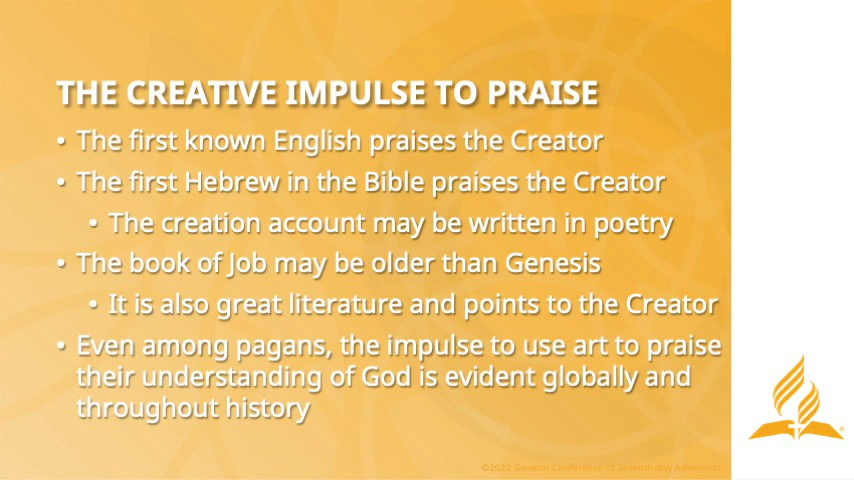 THE CREATIVE IMPULSE TO PRAISE
• The first known English praises the Creator
• The first Hebrew in the Bible praises the Creator
• The creation account may be written in poetry
• The book of Job may be older than Genesis
• It is also great literature and points to the Creator
• Even among pagans, the impulse to use art to praise
their understanding of God is evident globally and
throughout history
©2022 General Conference of Seventh-day Adventists